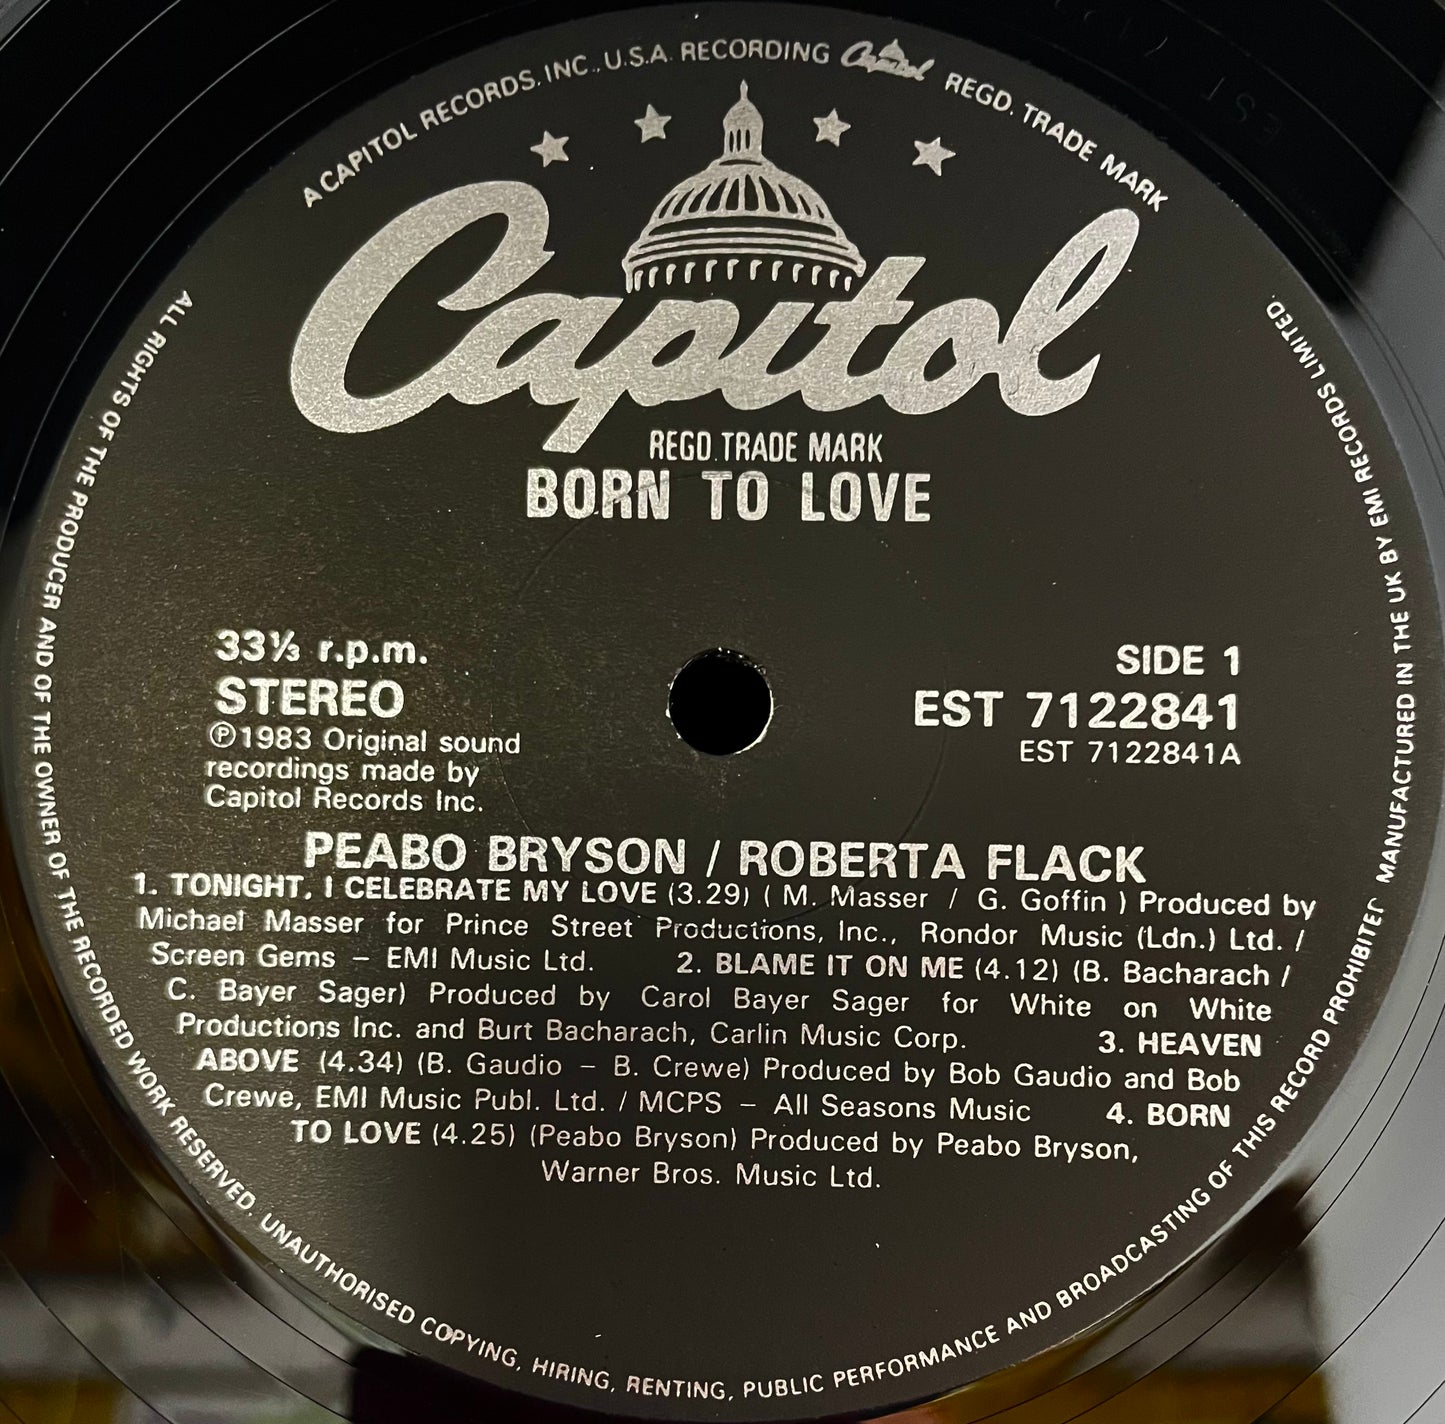 A CAPITOL RECORDS. INC., U.S.A. RECORDING Capitol REGD. TRADE MARK
Capitol
REGD. TRADE MARK
BORN TO LOVE
33⅓ r.p.m.
STEREO
Ⓟ1983 Original sound
recordings made by
Capitol Records Inc.
SIDE 1
EST 7122841
EST 7122841A
PEABO BRYSON / ROBERTA FLACK
1. TONIGHT, I CELEBRATE MY LOVE (3.29) ( M. Masser / G. Goffin ) Produced by
Michael Masser for Prince Street Productions, Inc., Rondor Music (Ldn.) Ltd. /
Screen Gems – EMI Music Ltd. 2. BLAME IT ON ME (4.12) (B. Bacharach /
C. Bayer Sager) Produced by Carol Bayer Sager for White on White
Productions Inc. and Burt Bacharach, Carlin Music Corp. 3. HEAVEN
ABOVE (4.34) (B. Gaudio – B. Crewe) Produced by Bob Gaudio and Bob
Crewe, EMI Music Publ. Ltd. / MCPS – All Seasons Music 4. BORN
TO LOVE (4.25) (Peabo Bryson) Produced by Peabo Bryson,
Warner Bros. Music Ltd.
ALL RIGHTS OF THE PRODUCER AND OF THE OWNER OF THE RECORDED WORK RESERVED. UNAUTHORISED COPYING, HIRING, RENTING, PUBLIC PERFORMANCE AND BROADCASTING OF THIS RECORD PROHIBITED MANUFACTURED IN THE UK BY EMI RECORDS LIMITED.